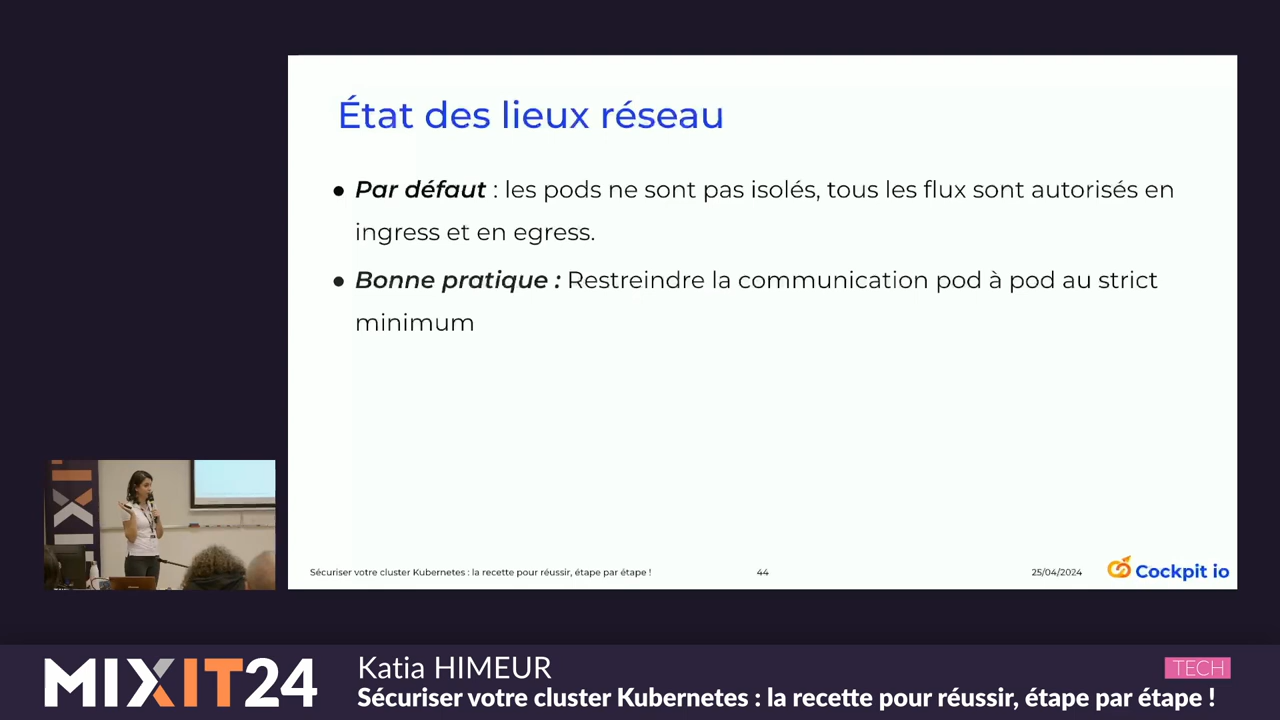 État des lieux réseau
● Par défaut : les pods ne sont pas isolés, tous les flux sont autorisés en
ingress et en egress.
● Bonne pratique : Restreindre la communication pod à pod au strict
minimum
Sécuriser votre cluster Kubernetes : la recette pour réussir, étape par étape !
44
25/04/2024
Cockpit io
MIXIT24
Katia HIMEUR
TECH
Sécuriser votre cluster Kubernetes : la recette pour réussir, étape par étape !